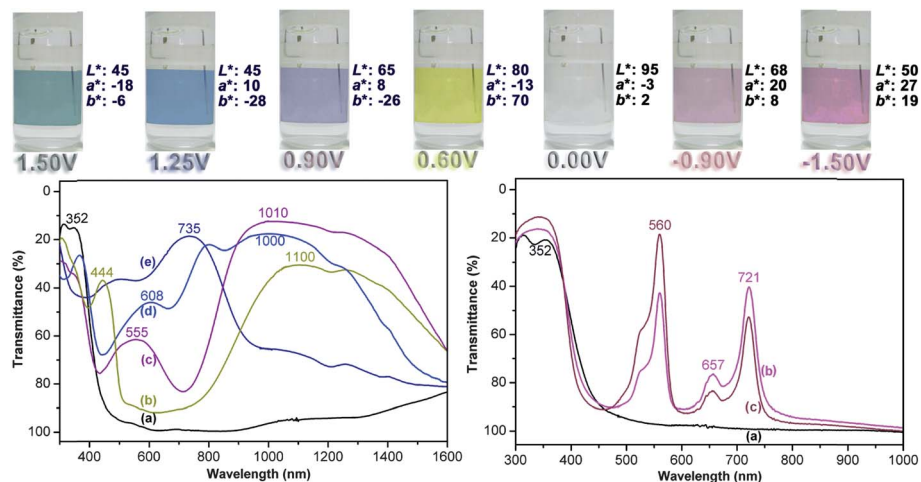 L*: 45
a*: -18
b*: -6
L*: 45
a*: 10
b*: -28
L*: 65
a*: 8
b*: -26
L*: 80
a*: -13
b*: 70
L*: 95
a*: -3
b*: 2
L*: 68
a*: 20
b*: 8
L*: 50
a*: 27
b*: 19
1.50V
1.25V
0.90V
0.60V
0.00V
-0.90V
-1.50V
Transmittance (%)
0
20
40
60
80
100
352
444
735
1010
1000
1100
608
555
(e)
(d)
(c)
(b)
(a)
400
600
800
1000
1200
1400
1600
Wavelength (nm)
Transmittance (%)
0
20
40
60
80
100
352
560
657
721
(b)
(c)
(a)
300
400
500
600
700
800
900
1000
Wavelength (nm)